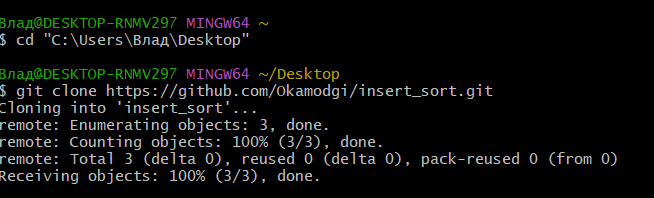 Влад@DESKTOP-RNMV297 MINGW64 ~
$ cd "C:\Users\Влад\Desktop"
Влад@DESKTOP-RNMV297 MINGW64 ~/Desktop
$ git clone https://github.com/Okamodgi/insert_sort.git
Cloning into 'insert_sort'...
remote: Enumerating objects: 3, done.
remote: Counting objects: 100% (3/3), done.
remote: Total 3 (delta 0), reused 0 (delta 0), pack-reused 0 (from 0)
Receiving objects: 100% (3/3), done.